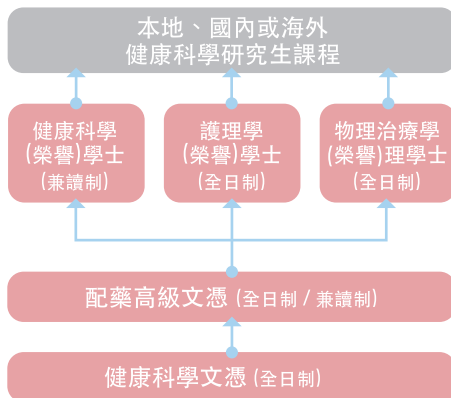 本地、國內或海外
健康科學研究生課程
健康科學
(榮譽)學士
(兼讀制)
護理學
(榮譽)學士
(全日制)
物理治療學
(榮譽)理學士
(全日制)
配藥高級文憑 (全日制 / 兼讀制)
健康科學文憑 (全日制)